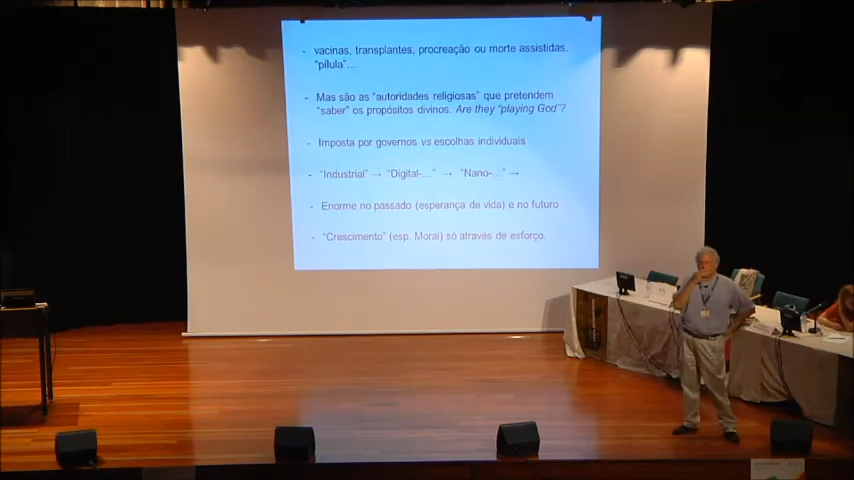 - vacinas, transplantes, procreação ou morte assistidas.
"pílula"...
- Mas são as "autoridades religiosas" que pretendem
"saber" os propósitos divinos. Are they "playing God"?
- Imposta por governos vs escolhas individuais
- "Industrial" → "Digital-..." → "Nano-..." →
- Enorme no passado (esperança de vida) e no futuro
- "Crescimento" (esp. Moral) só através de esforço.